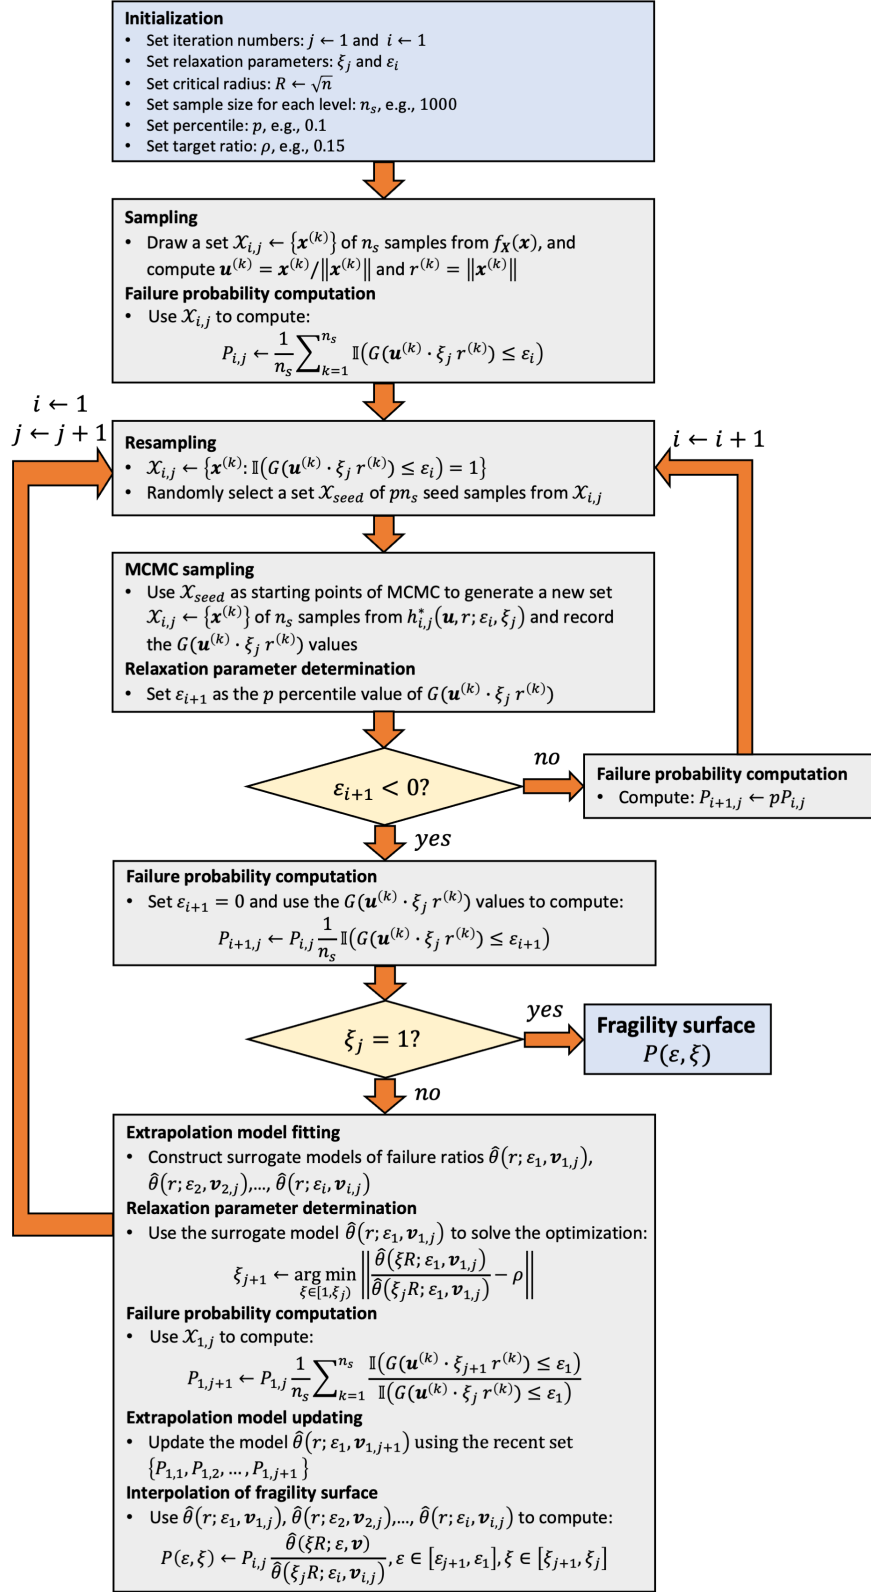 Initialization
• Set iteration numbers: j ← 1 and i ← 1
• Set relaxation parameters: ξ_j and ε_i
• Set critical radius: R ← √n
• Set sample size for each level: n_s, e.g., 1000
• Set percentile: p, e.g., 0.1
• Set target ratio: ρ, e.g., 0.15
Sampling
• Draw a set 𝒳_{i,j} ← {x^{(k)}} of n_s samples from f_X(x), and
compute u^{(k)} = x^{(k)}/‖x^{(k)}‖ and r^{(k)} = ‖x^{(k)}‖
Failure probability computation
• Use 𝒳_{i,j} to compute:
P_{i,j} ← 1/n_s ∑_{k=1}^{n_s} 𝕀(G(u^{(k)} · ξ_j r^{(k)}) ≤ ε_i)
i ← 1
j ← j + 1
i ← i + 1
Resampling
• 𝒳_{i,j} ← {x^{(k)}: 𝕀(G(u^{(k)} · ξ_j r^{(k)}) ≤ ε_i) = 1}
• Randomly select a set 𝒳_{seed} of pn_s seed samples from 𝒳_{i,j}
MCMC sampling
• Use 𝒳_{seed} as starting points of MCMC to generate a new set
𝒳_{i,j} ← {x^{(k)}} of n_s samples from h*_{i,j}(u, r; ε_i, ξ_j) and record
the G(u^{(k)} · ξ_j r^{(k)}) values
Relaxation parameter determination
• Set ε_{i+1} as the p percentile value of G(u^{(k)} · ξ_j r^{(k)})
ε_{i+1} < 0?
no
Failure probability computation
• Compute: P_{i+1,j} ← pP_{i,j}
yes
Failure probability computation
• Set ε_{i+1} = 0 and use the G(u^{(k)} · ξ_j r^{(k)}) values to compute:
P_{i+1,j} ← P_{i,j} 1/n_s 𝕀(G(u^{(k)} · ξ_j r^{(k)}) ≤ ε_{i+1})
ξ_j = 1?
yes
Fragility surface
P(ε, ξ)
no
Extrapolation model fitting
• Construct surrogate models of failure ratios θ̂(r; ε_1, v_{1,j}),
θ̂(r; ε_2, v_{2,j}),..., θ̂(r; ε_i, v_{i,j})
Relaxation parameter determination
• Use the surrogate model θ̂(r; ε_1, v_{1,j}) to solve the optimization:
ξ_{j+1} ← arg min_{ξ∈[1,ξ_j)} ‖θ̂(ξR; ε_1, v_{1,j})/θ̂(ξ_jR; ε_1, v_{1,j}) − ρ‖
Failure probability computation
• Use 𝒳_{1,j} to compute:
P_{1,j+1} ← P_{1,j} 1/n_s ∑_{k=1}^{n_s} 𝕀(G(u^{(k)} · ξ_{j+1} r^{(k)}) ≤ ε_1)/𝕀(G(u^{(k)} · ξ_j r^{(k)}) ≤ ε_1)
Extrapolation model updating
• Update the model θ̂(r; ε_1, v_{1,j+1}) using the recent set
{P_{1,1}, P_{1,2}, ..., P_{1,j+1}}
Interpolation of fragility surface
• Use θ̂(r; ε_1, v_{1,j}), θ̂(r; ε_2, v_{2,j}),..., θ̂(r; ε_i, v_{i,j}) to compute:
P(ε, ξ) ← P_{i,j} θ̂(ξR; ε, v)/θ̂(ξ_jR; ε_i, v_{i,j}), ε ∈ [ε_{j+1}, ε_1], ξ ∈ [ξ_{j+1}, ξ_j]